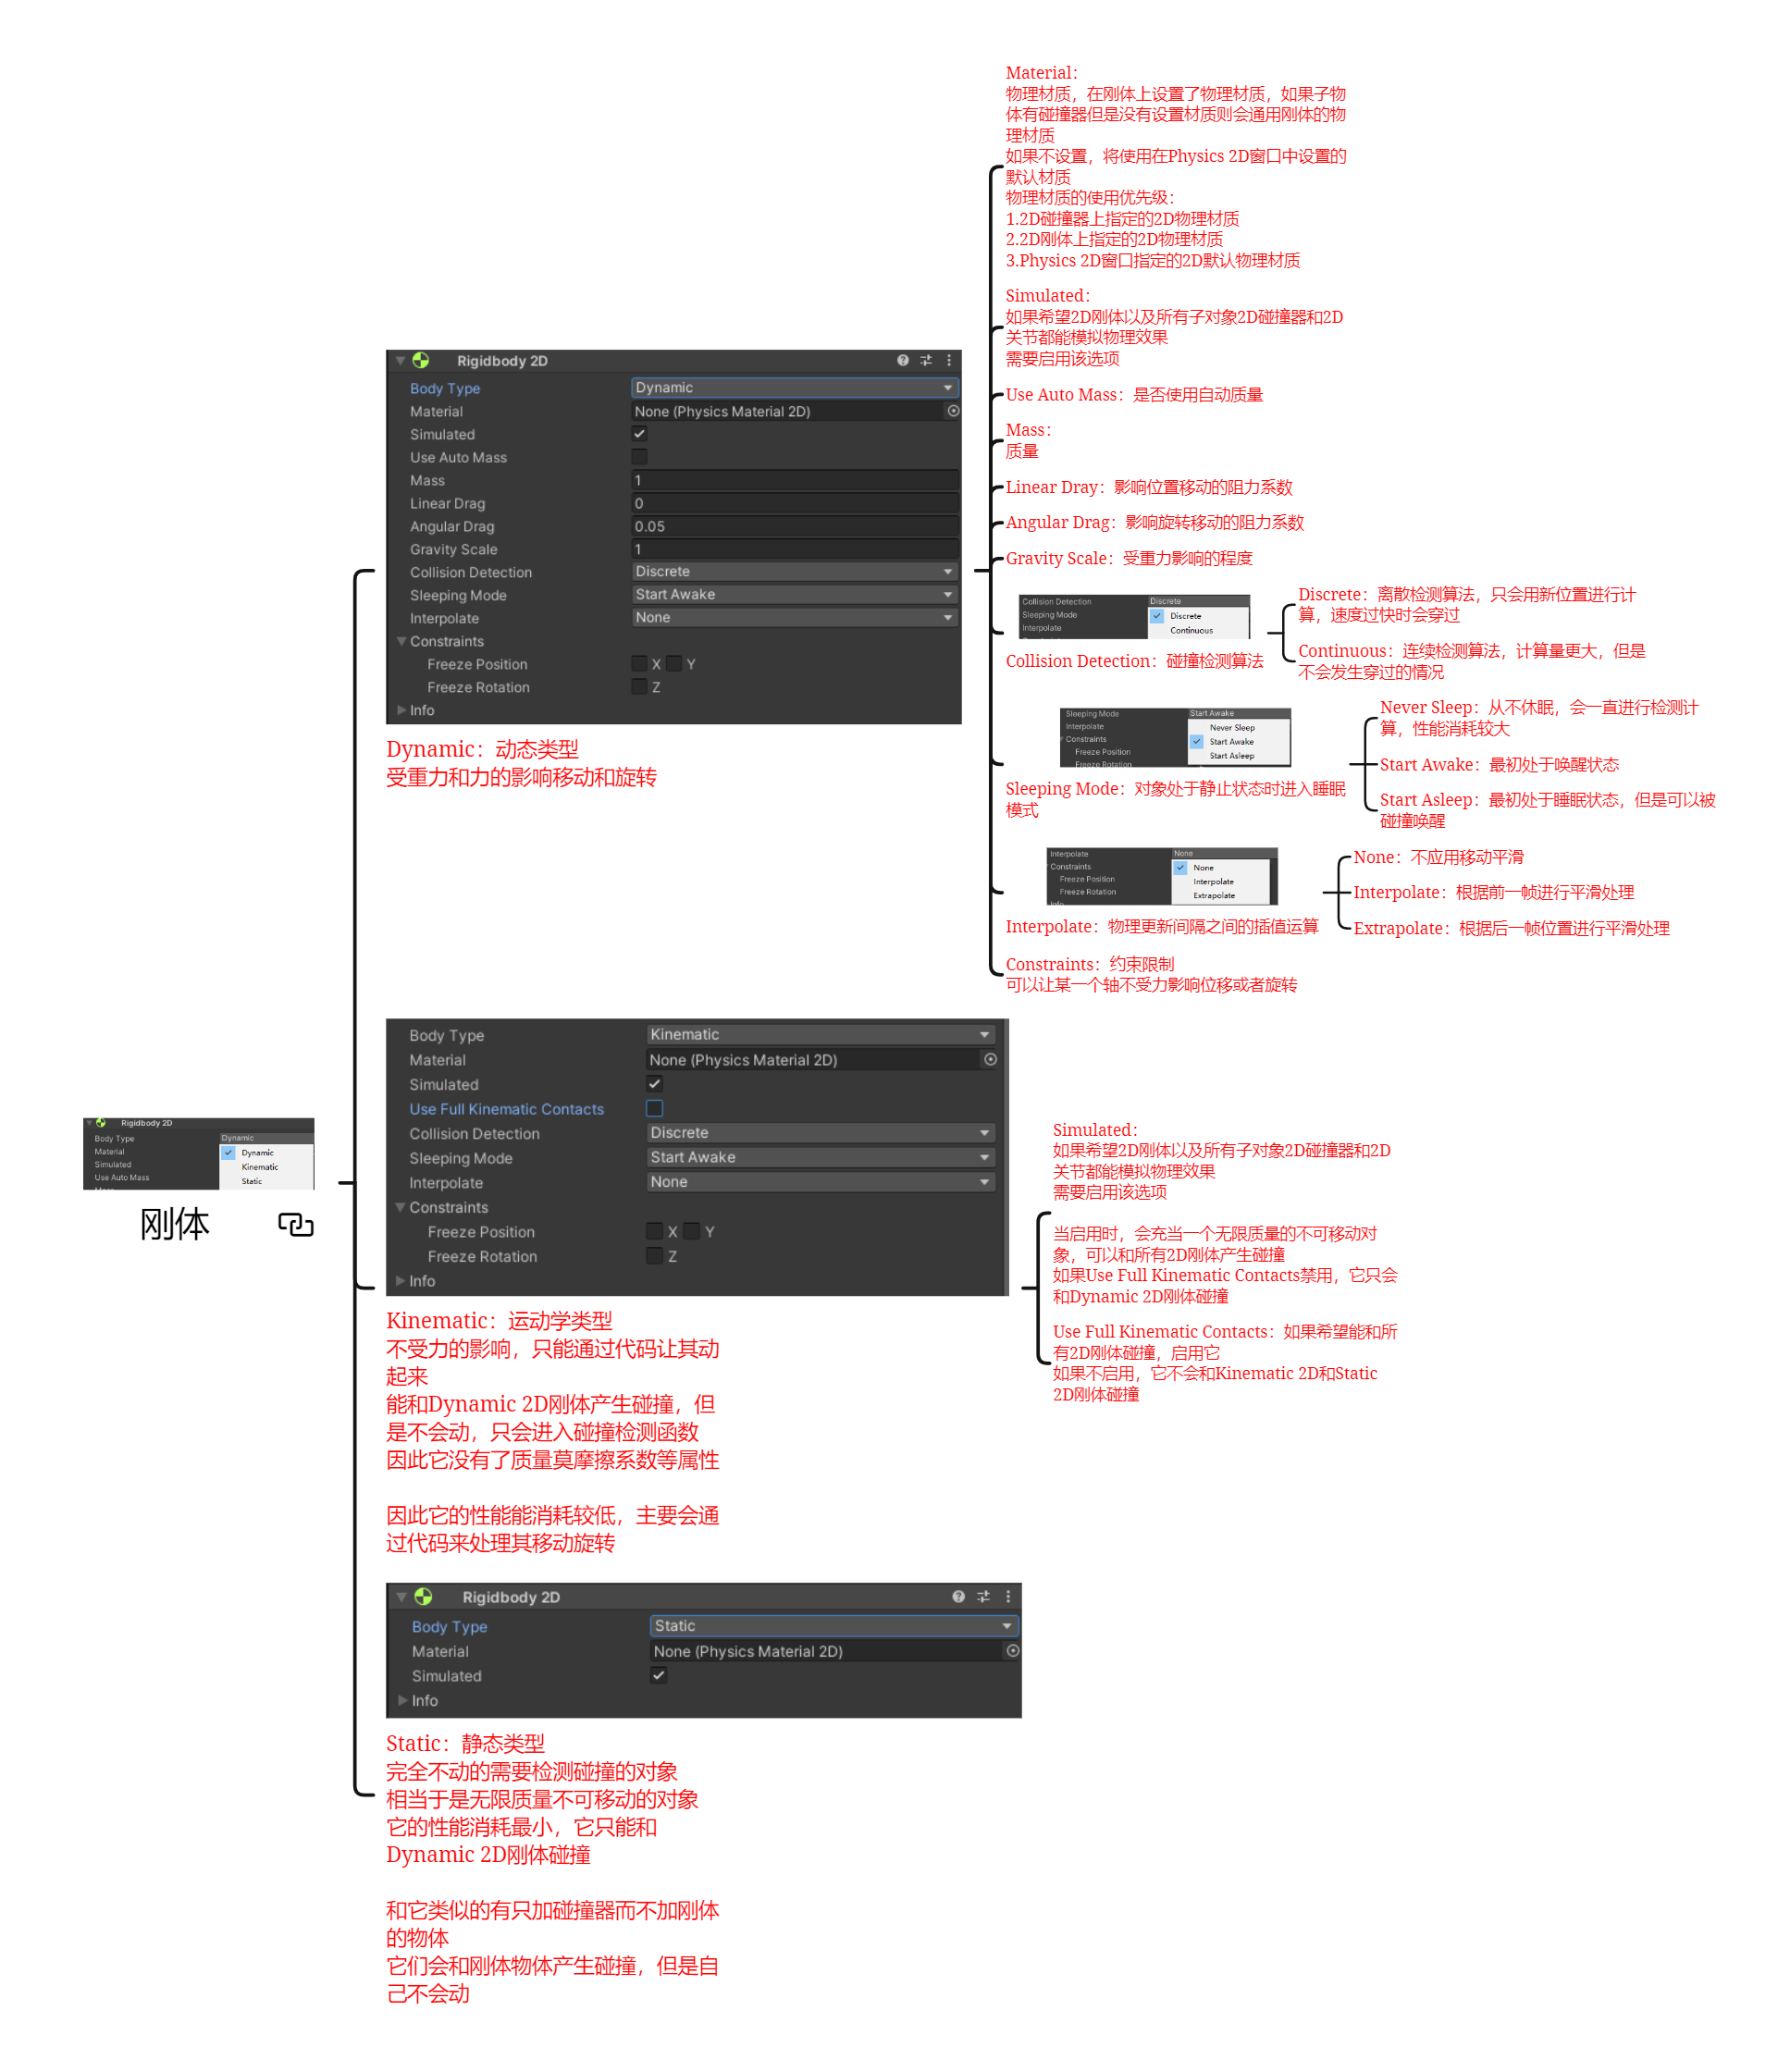 Rigidbody 2D
Body Type
Dynamic
Material
Dynamic
Simulated
Kinematic
Use Auto Mass
Static
刚体
Rigidbody 2D
Body Type
Dynamic
Material
None (Physics Material 2D)
Simulated
Use Auto Mass
Mass
1
Linear Drag
0
Angular Drag
0.05
Gravity Scale
1
Collision Detection
Discrete
Sleeping Mode
Start Awake
Interpolate
None
Constraints
Freeze Position
X
Y
Freeze Rotation
Z
Info
Dynamic：动态类型
受重力和力的影响移动和旋转
Material：
物理材质，在刚体上设置了物理材质，如果子物
体有碰撞器但是没有设置材质则会通用刚体的物
理材质
如果不设置，将使用在Physics 2D窗口中设置的
默认材质
物理材质的使用优先级：
1.2D碰撞器上指定的2D物理材质
2.2D刚体上指定的2D物理材质
3.Physics 2D窗口指定的2D默认物理材质
Simulated：
如果希望2D刚体以及所有子对象2D碰撞器和2D
关节都能模拟物理效果
需要启用该选项
Use Auto Mass：是否使用自动质量
Mass：
质量
Linear Dray：影响位置移动的阻力系数
Angular Drag：影响旋转移动的阻力系数
Gravity Scale：受重力影响的程度
Collision Detection
Discrete
Sleeping Mode
Discrete
Interpolate
Continuous
Collision Detection：碰撞检测算法
Discrete：离散检测算法，只会用新位置进行计
算，速度过快时会穿过
Continuous：连续检测算法，计算量更大，但是
不会发生穿过的情况
Sleeping Mode
Start Awake
Interpolate
Never Sleep
Constraints
Start Awake
Freeze Position
Start Asleep
Freeze Rotation
Sleeping Mode：对象处于静止状态时进入睡眠
模式
Never Sleep：从不休眠，会一直进行检测计
算，性能消耗较大
Start Awake：最初处于唤醒状态
Start Asleep：最初处于睡眠状态，但是可以被
碰撞唤醒
Interpolate
None
Constraints
None
Freeze Position
Interpolate
Freeze Rotation
Extrapolate
Interpolate：物理更新间隔之间的插值运算
None：不应用移动平滑
Interpolate：根据前一帧进行平滑处理
Extrapolate：根据后一帧位置进行平滑处理
Constraints：约束限制
可以让某一个轴不受力影响位移或者旋转
Body Type
Kinematic
Material
None (Physics Material 2D)
Simulated
Use Full Kinematic Contacts
Collision Detection
Discrete
Sleeping Mode
Start Awake
Interpolate
None
Constraints
Freeze Position
X
Y
Freeze Rotation
Z
Info
Kinematic：运动学类型
不受力的影响，只能通过代码让其动
起来
能和Dynamic 2D刚体产生碰撞，但
是不会动，只会进入碰撞检测函数
因此它没有了质量莫摩擦系数等属性
因此它的性能能消耗较低，主要会通
过代码来处理其移动旋转
Simulated：
如果希望2D刚体以及所有子对象2D碰撞器和2D
关节都能模拟物理效果
需要启用该选项
当启用时，会充当一个无限质量的不可移动对
象，可以和所有2D刚体产生碰撞
如果Use Full Kinematic Contacts禁用，它只会
和Dynamic 2D刚体碰撞
Use Full Kinematic Contacts：如果希望能和所
有2D刚体碰撞，启用它
如果不启用，它不会和Kinematic 2D和Static
2D刚体碰撞
Rigidbody 2D
Body Type
Static
Material
None (Physics Material 2D)
Simulated
Info
Static：静态类型
完全不动的需要检测碰撞的对象
相当于是无限质量不可移动的对象
它的性能消耗最小，它只能和
Dynamic 2D刚体碰撞
和它类似的有只加碰撞器而不加刚体
的物体
它们会和刚体物体产生碰撞，但是自
己不会动